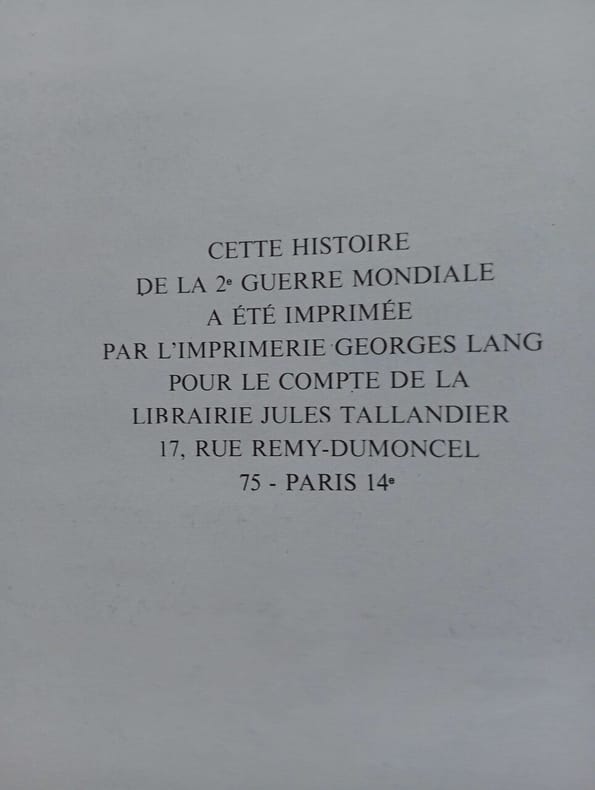 CETTE HISTOIRE
DE LA 2e GUERRE MONDIALE
A ÉTÉ IMPRIMÉE
PAR L'IMPRIMERIE GEORGES LANG
POUR LE COMPTE DE LA
LIBRAIRIE JULES TALLANDIER
17, RUE REMY-DUMONCEL
75 - PARIS 14e